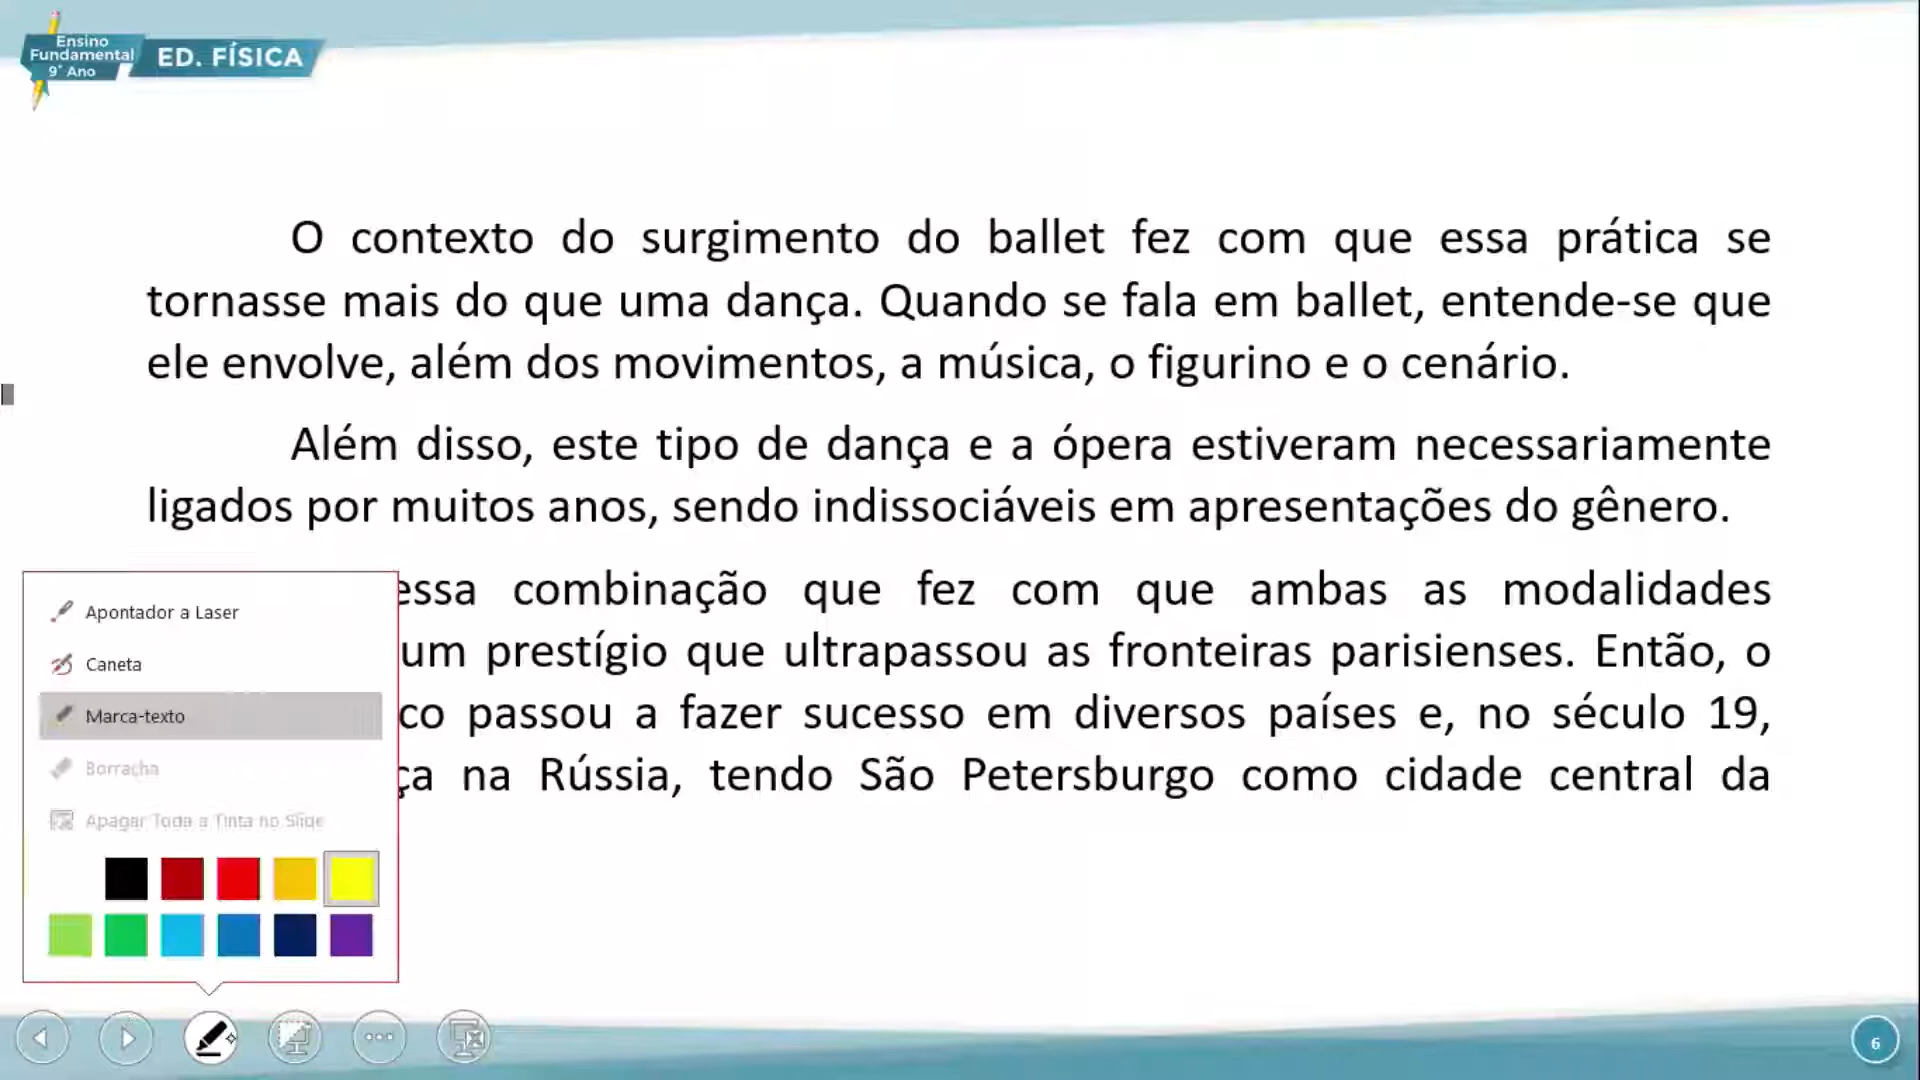 Ensino
Fundamental
9° Ano
ED. FÍSICA
O contexto do surgimento do ballet fez com que essa prática se
tornasse mais do que uma dança. Quando se fala em ballet, entende-se que
ele envolve, além dos movimentos, a música, o figurino e o cenário.
Além disso, este tipo de dança e a ópera estiveram necessariamente
ligados por muitos anos, sendo indissociáveis em apresentações do gênero.
essa combinação que fez com que ambas as modalidades
um prestígio que ultrapassou as fronteiras parisienses. Então, o
co passou a fazer sucesso em diversos países e, no século 19,
ça na Rússia, tendo São Petersburgo como cidade central da
Apontador a Laser
Caneta
Marca-texto
Borracha
Apagar Toda a Tinta no Slide
6